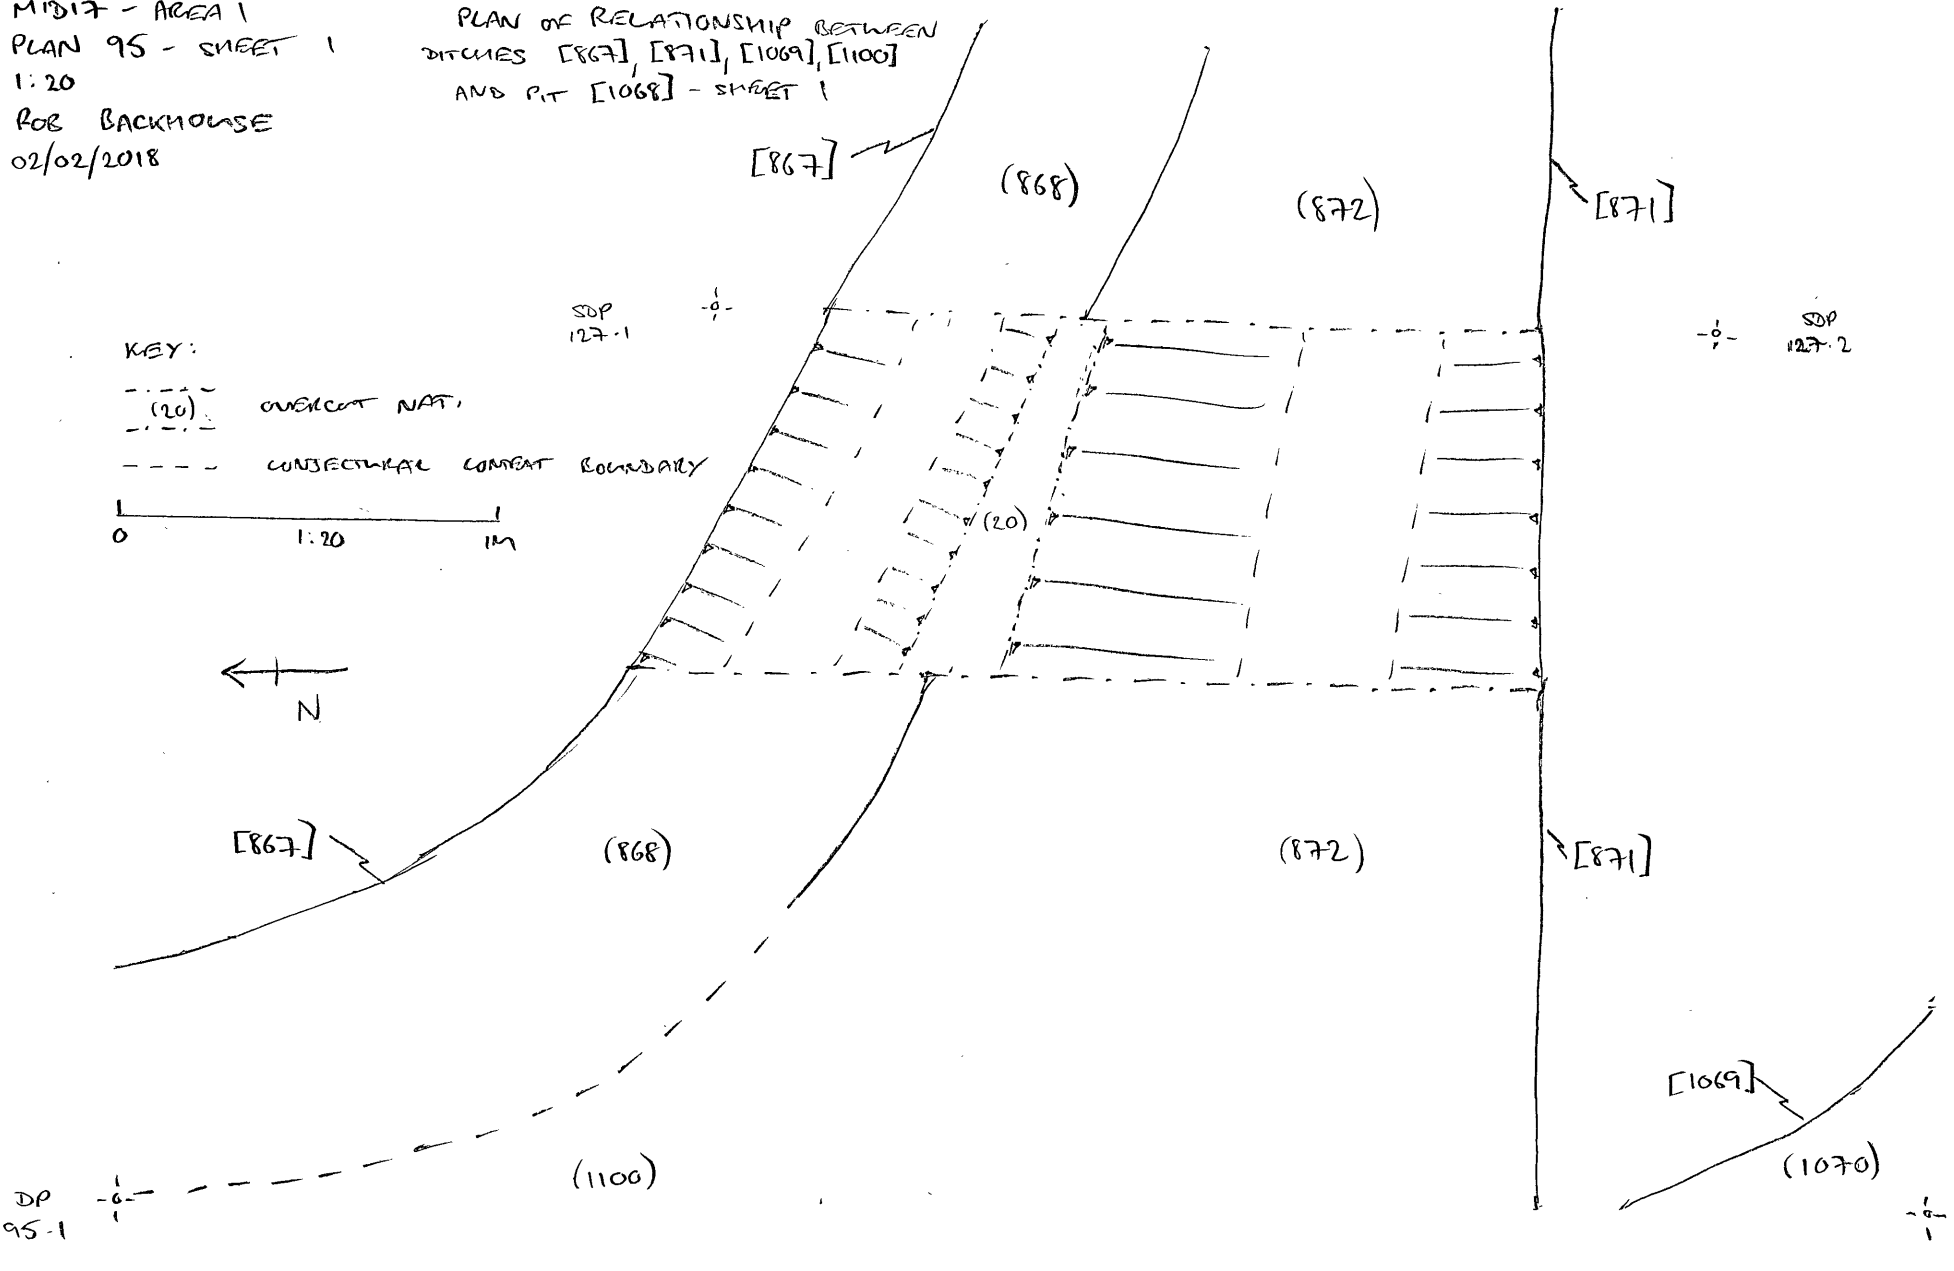 MID17 - AREA 1
PLAN 95 - SHEET 1
1:20
ROB BACKHOUSE
02/02/2018
PLAN OF RELATIONSHIP BETWEEN
DITCHES [867], [871], [1069], [1100]
AND PIT [1068] - SHEET 1
[867]
(868)
(872)
[871]
SDP
127.1
SDP
127.2
KEY:
(20) OVERCUT NAT.
CONJECTURAL CONTEXT BOUNDARY
0 1:20 1M
(20)
N
[867]
(868)
(872)
[871]
[1069]
(1070)
(1100)
DP
95.1